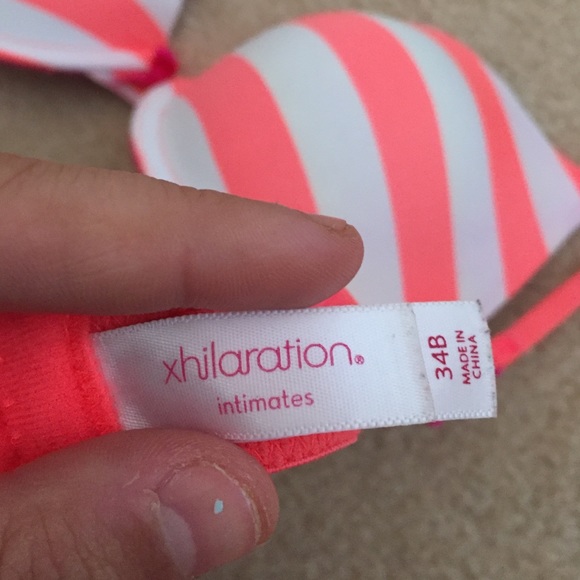 xhilaration®
intimates
34B
MADE IN
CHINA